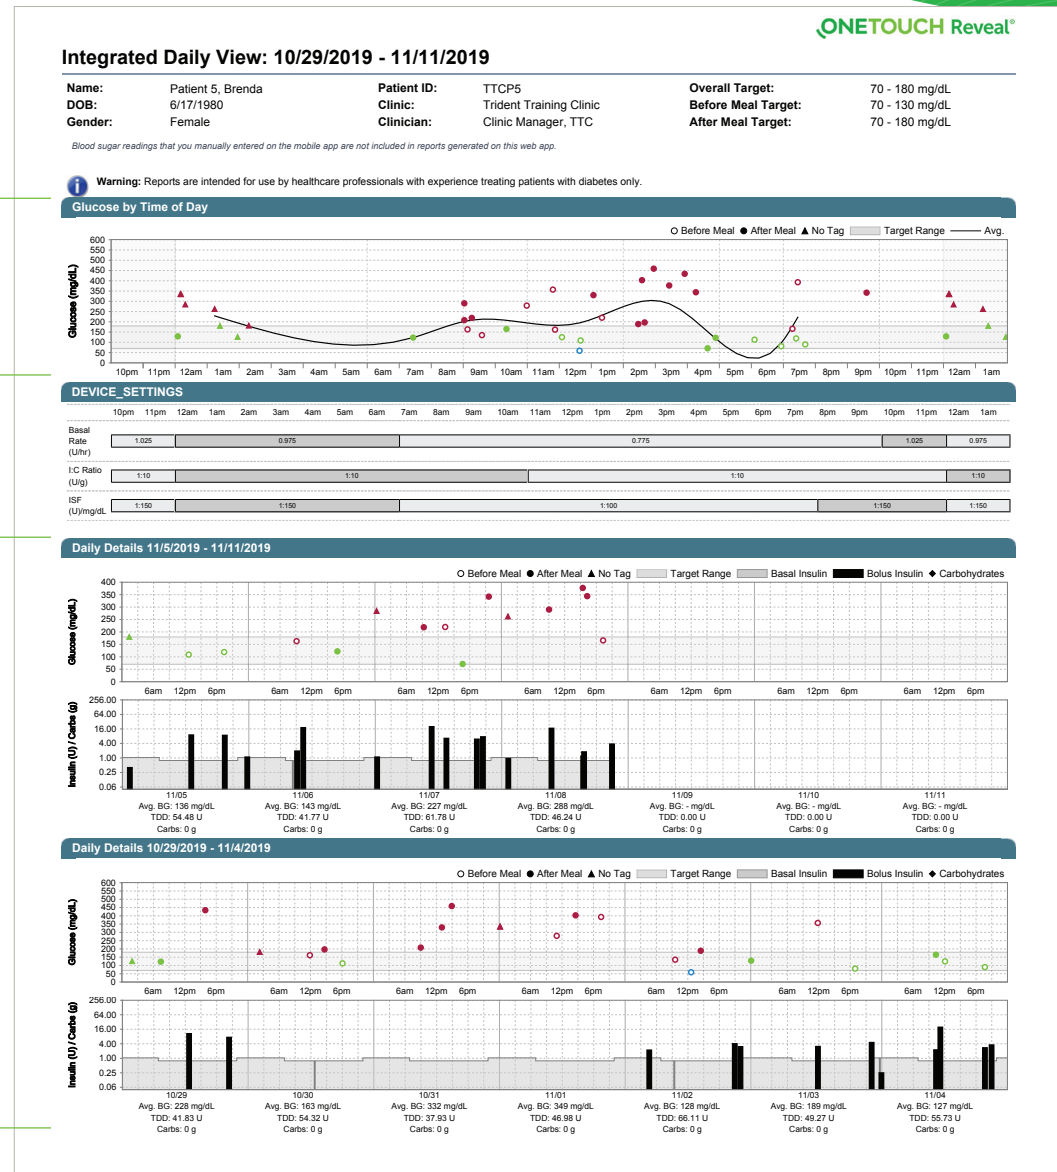 ONETOUCH Reveal®
Integrated Daily View: 10/29/2019 - 11/11/2019
Name: Patient 5, Brenda Patient ID: TTCP5 Overall Target: 70 - 180 mg/dL
DOB: 6/17/1980 Clinic: Trident Training Clinic Before Meal Target: 70 - 130 mg/dL
Gender: Female Clinician: Clinic Manager, TTC After Meal Target: 70 - 180 mg/dL
Blood sugar readings that you manually entered on the mobile app are not included in reports generated on this web app.
i Warning: Reports are intended for use by healthcare professionals with experience treating patients with diabetes only.
Glucose by Time of Day
Before Meal After Meal No Tag Target Range Avg.
Glucose (mg/dL)
600
550
500
450
400
350
300
250
200
150
100
50
0
10pm 11pm 12am 1am 2am 3am 4am 5am 6am 7am 8am 9am 10am 11am 12pm 1pm 2pm 3pm 4pm 5pm 6pm 7pm 8pm 9pm 10pm 11pm 12am 1am
DEVICE_SETTINGS
10pm 11pm 12am 1am 2am 3am 4am 5am 6am 7am 8am 9am 10am 11am 12pm 1pm 2pm 3pm 4pm 5pm 6pm 7pm 8pm 9pm 10pm 11pm 12am 1am
Basal
Rate
(U/hr)
1.025 0.975 0.775 1.025 0.975
I:C Ratio
(U/g)
1:10 1:10 1:10 1:10
ISF
(U)/mg/dL
1:150 1:150 1:100 1:150 1:150
Daily Details 11/5/2019 - 11/11/2019
Before Meal After Meal No Tag Target Range Basal Insulin Bolus Insulin Carbohydrates
Glucose (mg/dL)
400
350
300
250
200
150
100
50
0
6am 12pm 6pm 6am 12pm 6pm 6am 12pm 6pm 6am 12pm 6pm 6am 12pm 6pm 6am 12pm 6pm 6am 12pm 6pm
Insulin (U) / Carbs (g)
256.00
64.00
16.00
4.00
1.00
0.25
0.06
11/05 11/06 11/07 11/08 11/09 11/10 11/11
Avg. BG: 136 mg/dL Avg. BG: 143 mg/dL Avg. BG: 227 mg/dL Avg. BG: 288 mg/dL Avg. BG: - mg/dL Avg. BG: - mg/dL Avg. BG: - mg/dL
TDD: 54.48 U TDD: 41.77 U TDD: 61.78 U TDD: 46.24 U TDD: 0.00 U TDD: 0.00 U TDD: 0.00 U
Carbs: 0 g Carbs: 0 g Carbs: 0 g Carbs: 0 g Carbs: 0 g Carbs: 0 g Carbs: 0 g
Daily Details 10/29/2019 - 11/4/2019
Before Meal After Meal No Tag Target Range Basal Insulin Bolus Insulin Carbohydrates
Glucose (mg/dL)
600
550
500
450
400
350
300
250
200
150
100
50
0
6am 12pm 6pm 6am 12pm 6pm 6am 12pm 6pm 6am 12pm 6pm 6am 12pm 6pm 6am 12pm 6pm 6am 12pm 6pm
Insulin (U) / Carbs (g)
256.00
64.00
16.00
4.00
1.00
0.25
0.06
10/29 10/30 10/31 11/01 11/02 11/03 11/04
Avg. BG: 228 mg/dL Avg. BG: 163 mg/dL Avg. BG: 332 mg/dL Avg. BG: 349 mg/dL Avg. BG: 128 mg/dL Avg. BG: 189 mg/dL Avg. BG: 127 mg/dL
TDD: 41.83 U TDD: 54.32 U TDD: 37.93 U TDD: 46.98 U TDD: 66.11 U TDD: 49.27 U TDD: 55.73 U
Carbs: 0 g Carbs: 0 g Carbs: 0 g Carbs: 0 g Carbs: 0 g Carbs: 0 g Carbs: 0 g